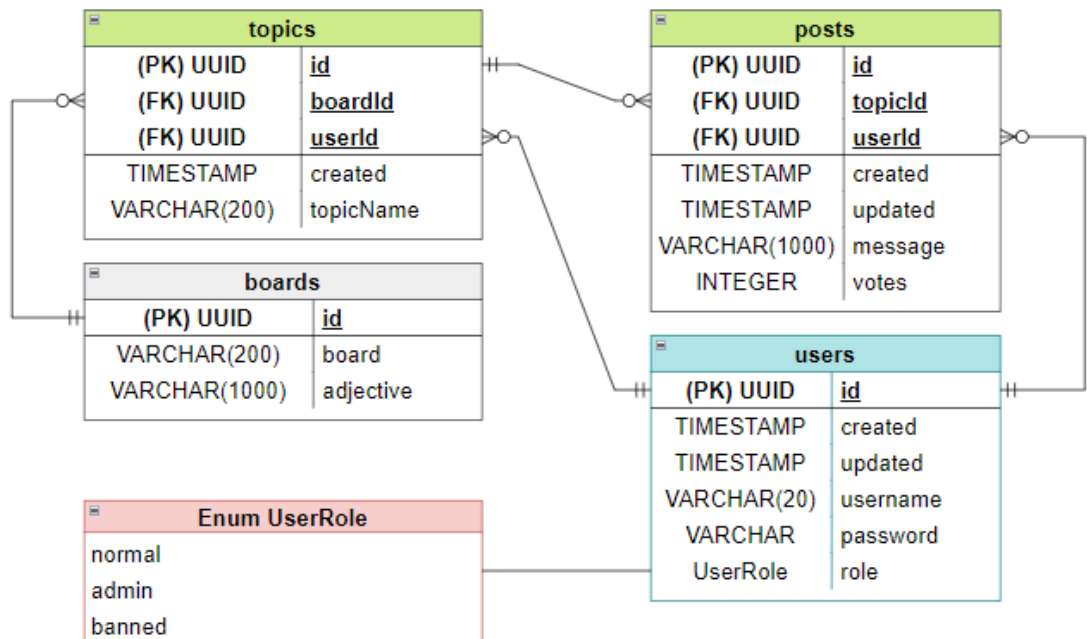 topics
(PK) UUID id
(FK) UUID boardId
(FK) UUID userId
TIMESTAMP created
VARCHAR(200) topicName
boards
(PK) UUID id
VARCHAR(200) board
VARCHAR(1000) adjective
Enum UserRole
normal
admin
banned
posts
(PK) UUID id
(FK) UUID topicId
(FK) UUID userId
TIMESTAMP created
TIMESTAMP updated
VARCHAR(1000) message
INTEGER votes
users
(PK) UUID id
TIMESTAMP created
TIMESTAMP updated
VARCHAR(20) username
VARCHAR password
UserRole role